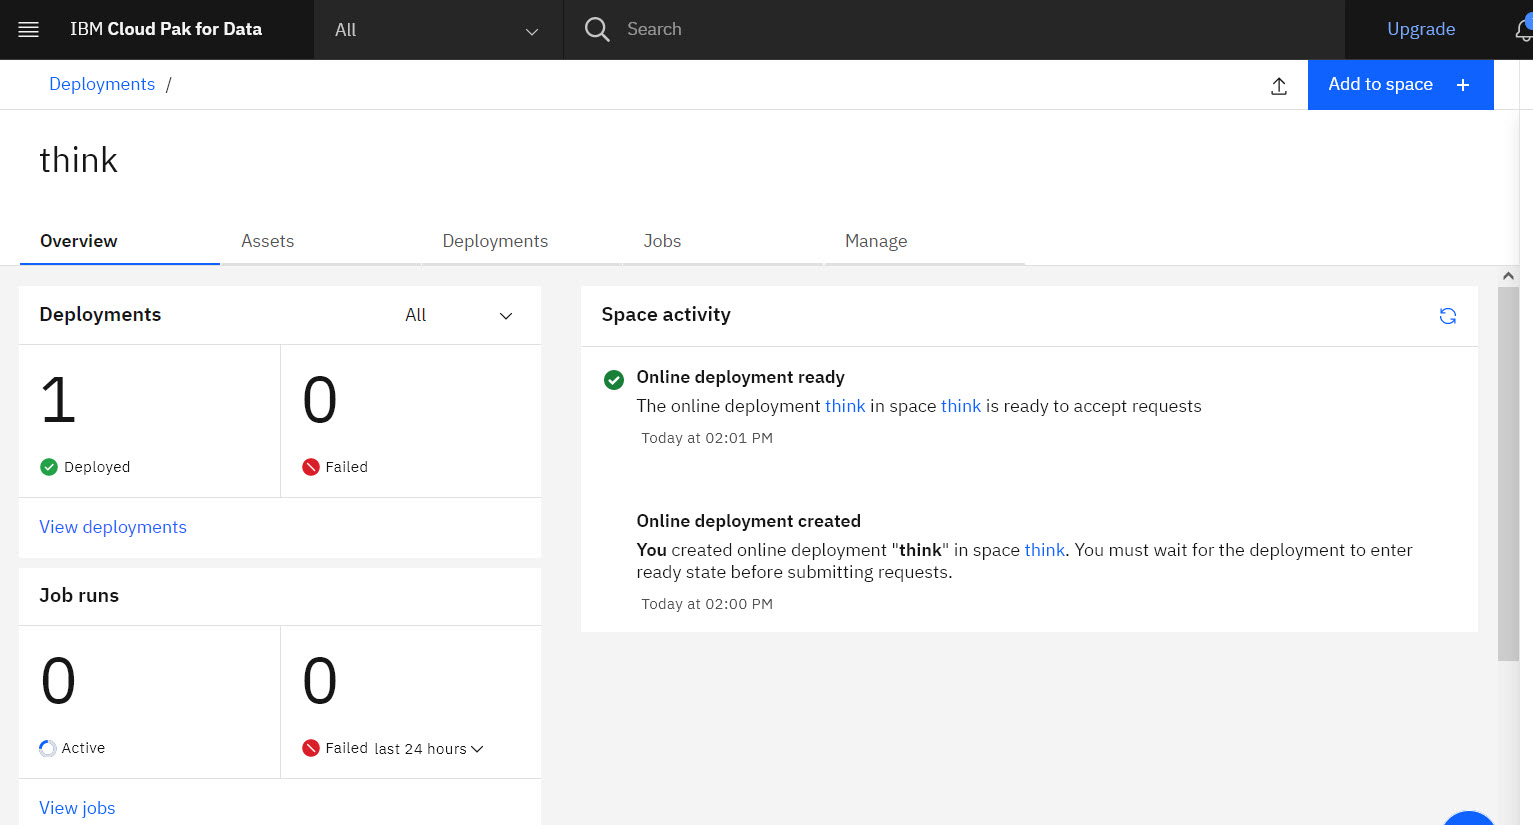 IBM Cloud Pak for Data
All
Search
Upgrade
Deployments /
Add to space +
think
Overview
Assets
Deployments
Jobs
Manage
Deployments
All
1
0
Deployed
Failed
View deployments
Job runs
0
0
Active
Failed last 24 hours
View jobs
Space activity
Online deployment ready
The online deployment think in space think is ready to accept requests
Today at 02:01 PM
Online deployment created
You created online deployment "think" in space think. You must wait for the deployment to enter
ready state before submitting requests.
Today at 02:00 PM